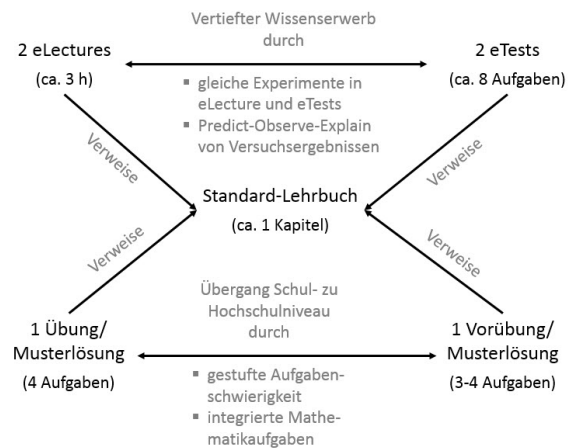 Vertiefter Wissenserwerb
durch
2 eLectures
(ca. 3 h)
2 eTests
(ca. 8 Aufgaben)
▪ gleiche Experimente in
eLecture und eTests
▪ Predict-Observe-Explain
von Versuchsergebnissen
Verweise
Verweise
Standard-Lehrbuch
(ca. 1 Kapitel)
Verweise
Verweise
Übergang Schul- zu
Hochschulniveau
durch
1 Übung/
Musterlösung
(4 Aufgaben)
1 Vorübung/
Musterlösung
(3-4 Aufgaben)
▪ gestufte Aufgaben-
schwierigkeit
▪ integrierte Mathe-
matikaufgaben